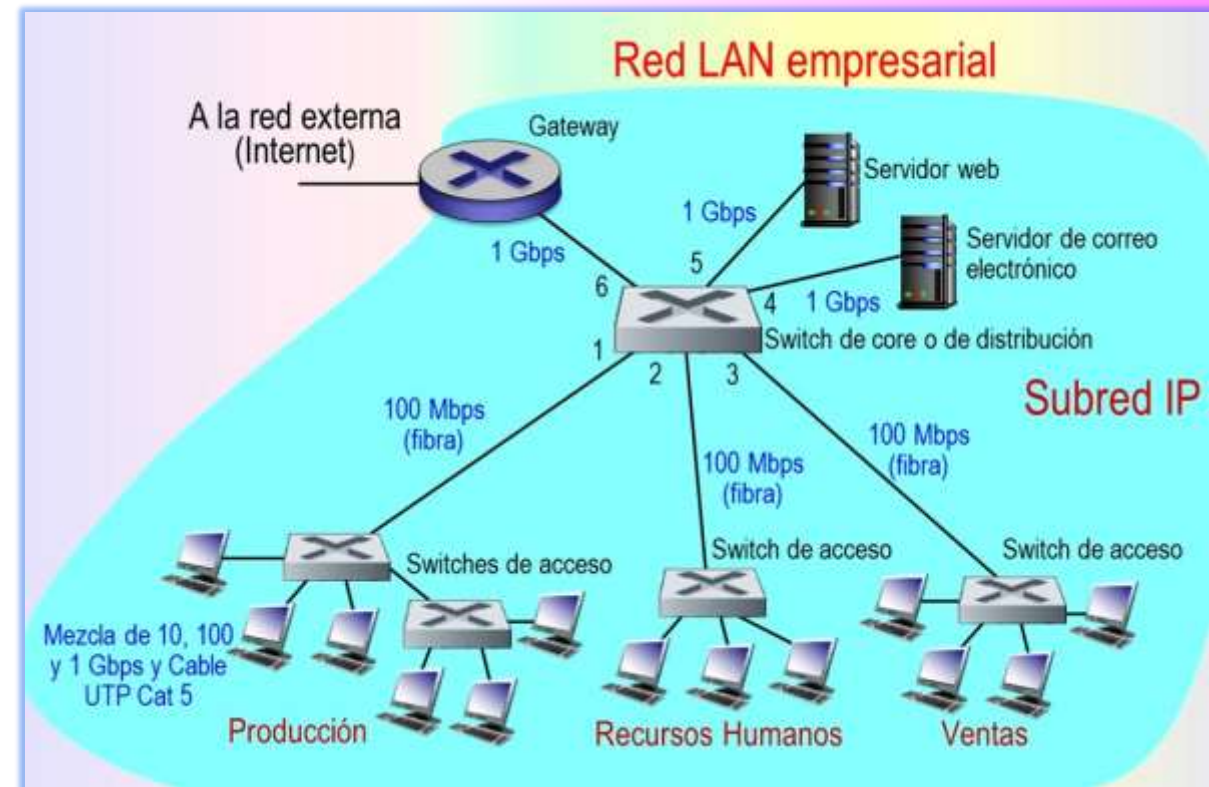 Red LAN empresarial
A la red externa
(Internet)
Gateway
Servidor web
1 Gbps
1 Gbps
Servidor de correo
electrónico
5
6
4
1 Gbps
Switch de core o de distribución
1
2
3
Subred IP
100 Mbps
(fibra)
100 Mbps
(fibra)
100 Mbps
(fibra)
Switches de acceso
Switch de acceso
Switch de acceso
Mezcla de 10, 100
y 1 Gbps y Cable
UTP Cat 5
Producción
Recursos Humanos
Ventas